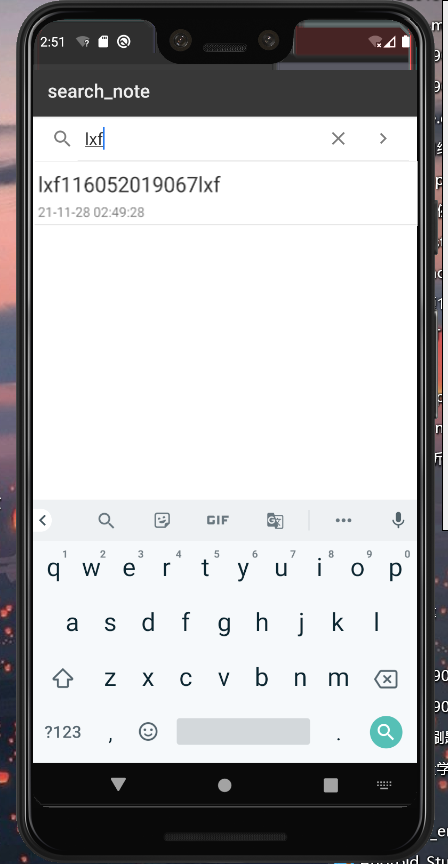 2:51
search_note
lxf
lxf116052019067lxf
21-11-28 02:49:28
GIF
1 2 3 4 5 6 7 8 9 0
q w e r t y u i o p
a s d f g h j k l
z x c v b n m
?123 , .